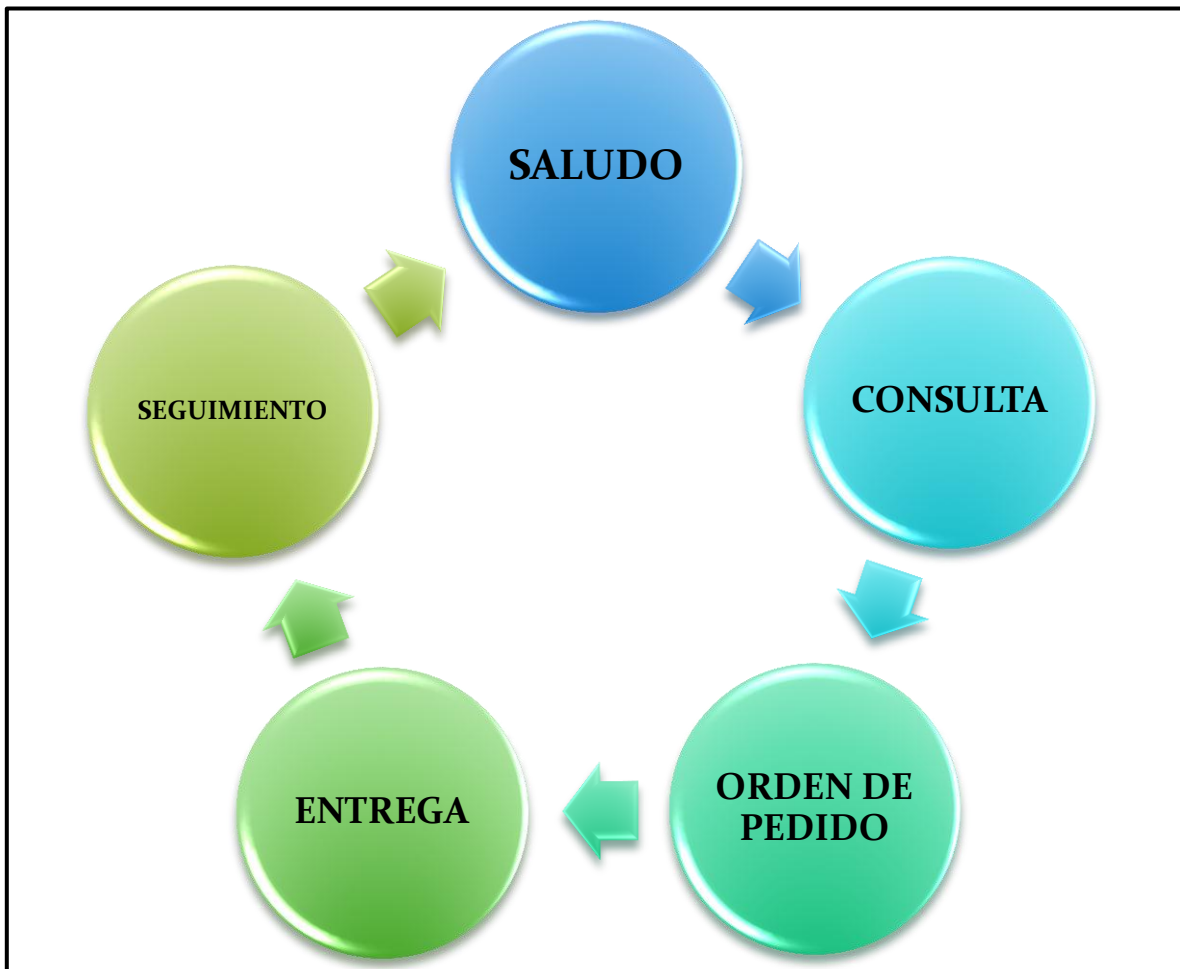 SALUDO
CONSULTA
ORDEN DE
PEDIDO
ENTREGA
SEGUIMIENTO